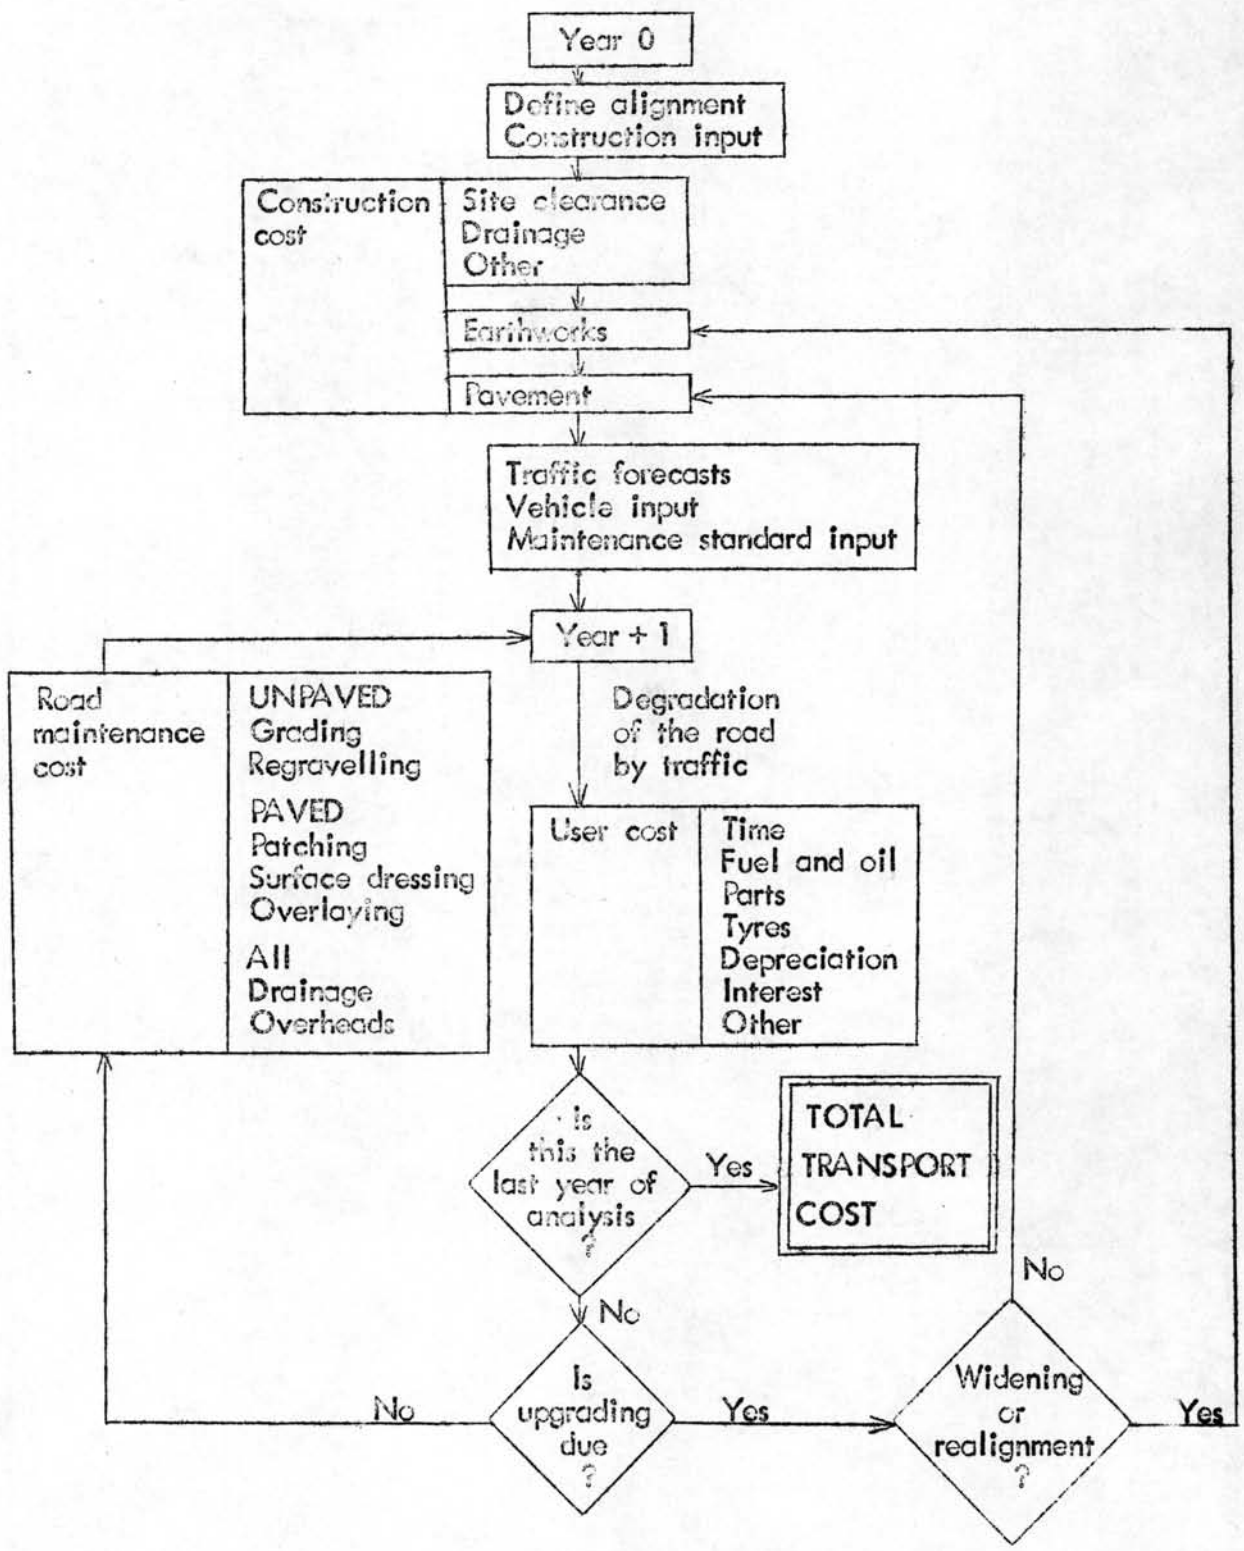 Year 0
Define alignment
Construction input
Construction
cost
Site clearance
Drainage
Other
Earthworks
Pavement
Traffic forecasts
Vehicle input
Maintenance standard input
Year + 1
Road
maintenance
cost
UNPAVED
Grading
Regravelling
PAVED
Patching
Surface dressing
Overlaying
All
Drainage
Overheads
Degradation
of the road
by traffic
User cost
Time
Fuel and oil
Parts
Tyres
Depreciation
Interest
Other
Is
this the
last year of
analysis
?
Yes
TOTAL
TRANSPORT
COST
No
No
Is
upgrading
due
?
No
Yes
Widening
or
realignment
?
Yes